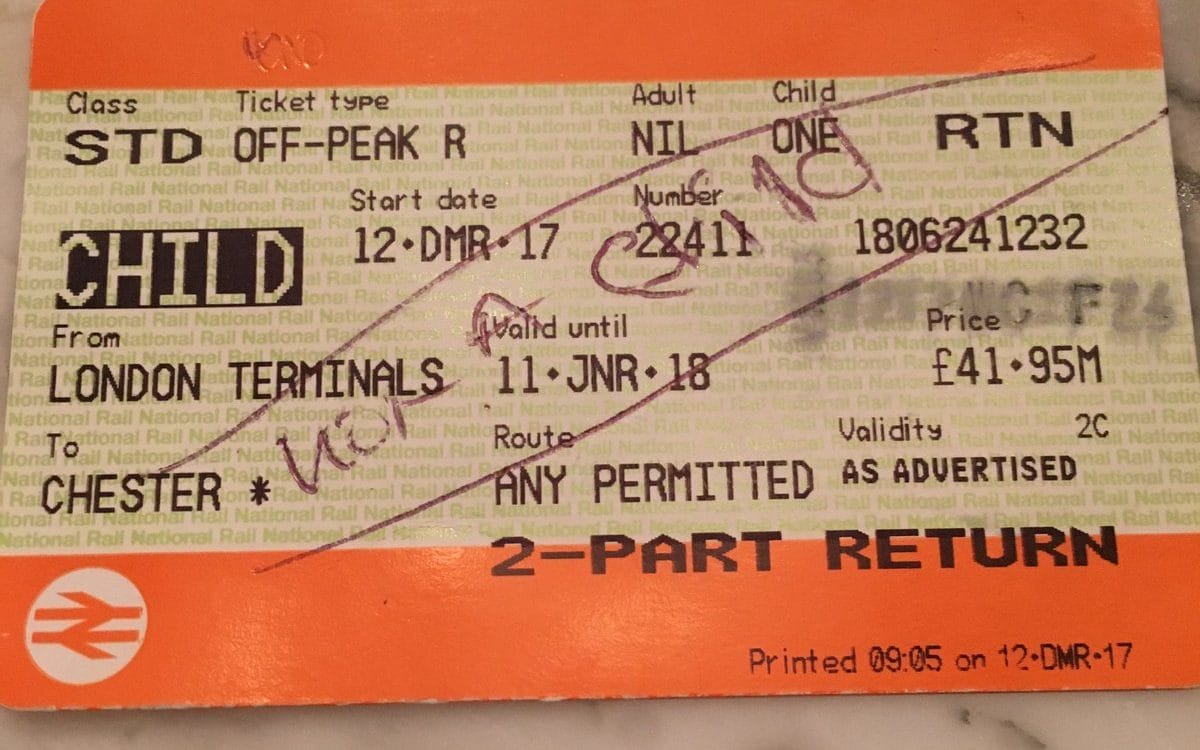 Class Ticket type Adult Child
STD OFF-PEAK R NIL ONE RTN
Start date Number
CHILD 12·DMR·17 22411 1806241232
From Valid until Price
LONDON TERMINALS 11·JNR·18 £41·95M
To Route Validity 2C
CHESTER * ANY PERMITTED AS ADVERTISED
2-PART RETURN
Printed 09:05 on 12·DMR·17
NOT A CHILD